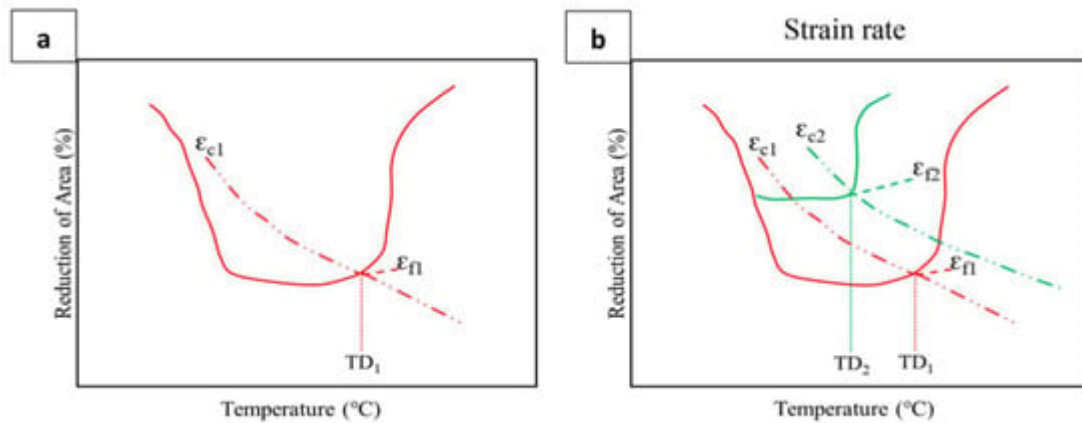 a
Reduction of Area (%)
εc1
εf1
TD1
Temperature (°C)
b
Strain rate
Reduction of Area (%)
εc1
εc2
εf2
εf1
TD2
TD1
Temperature (°C)